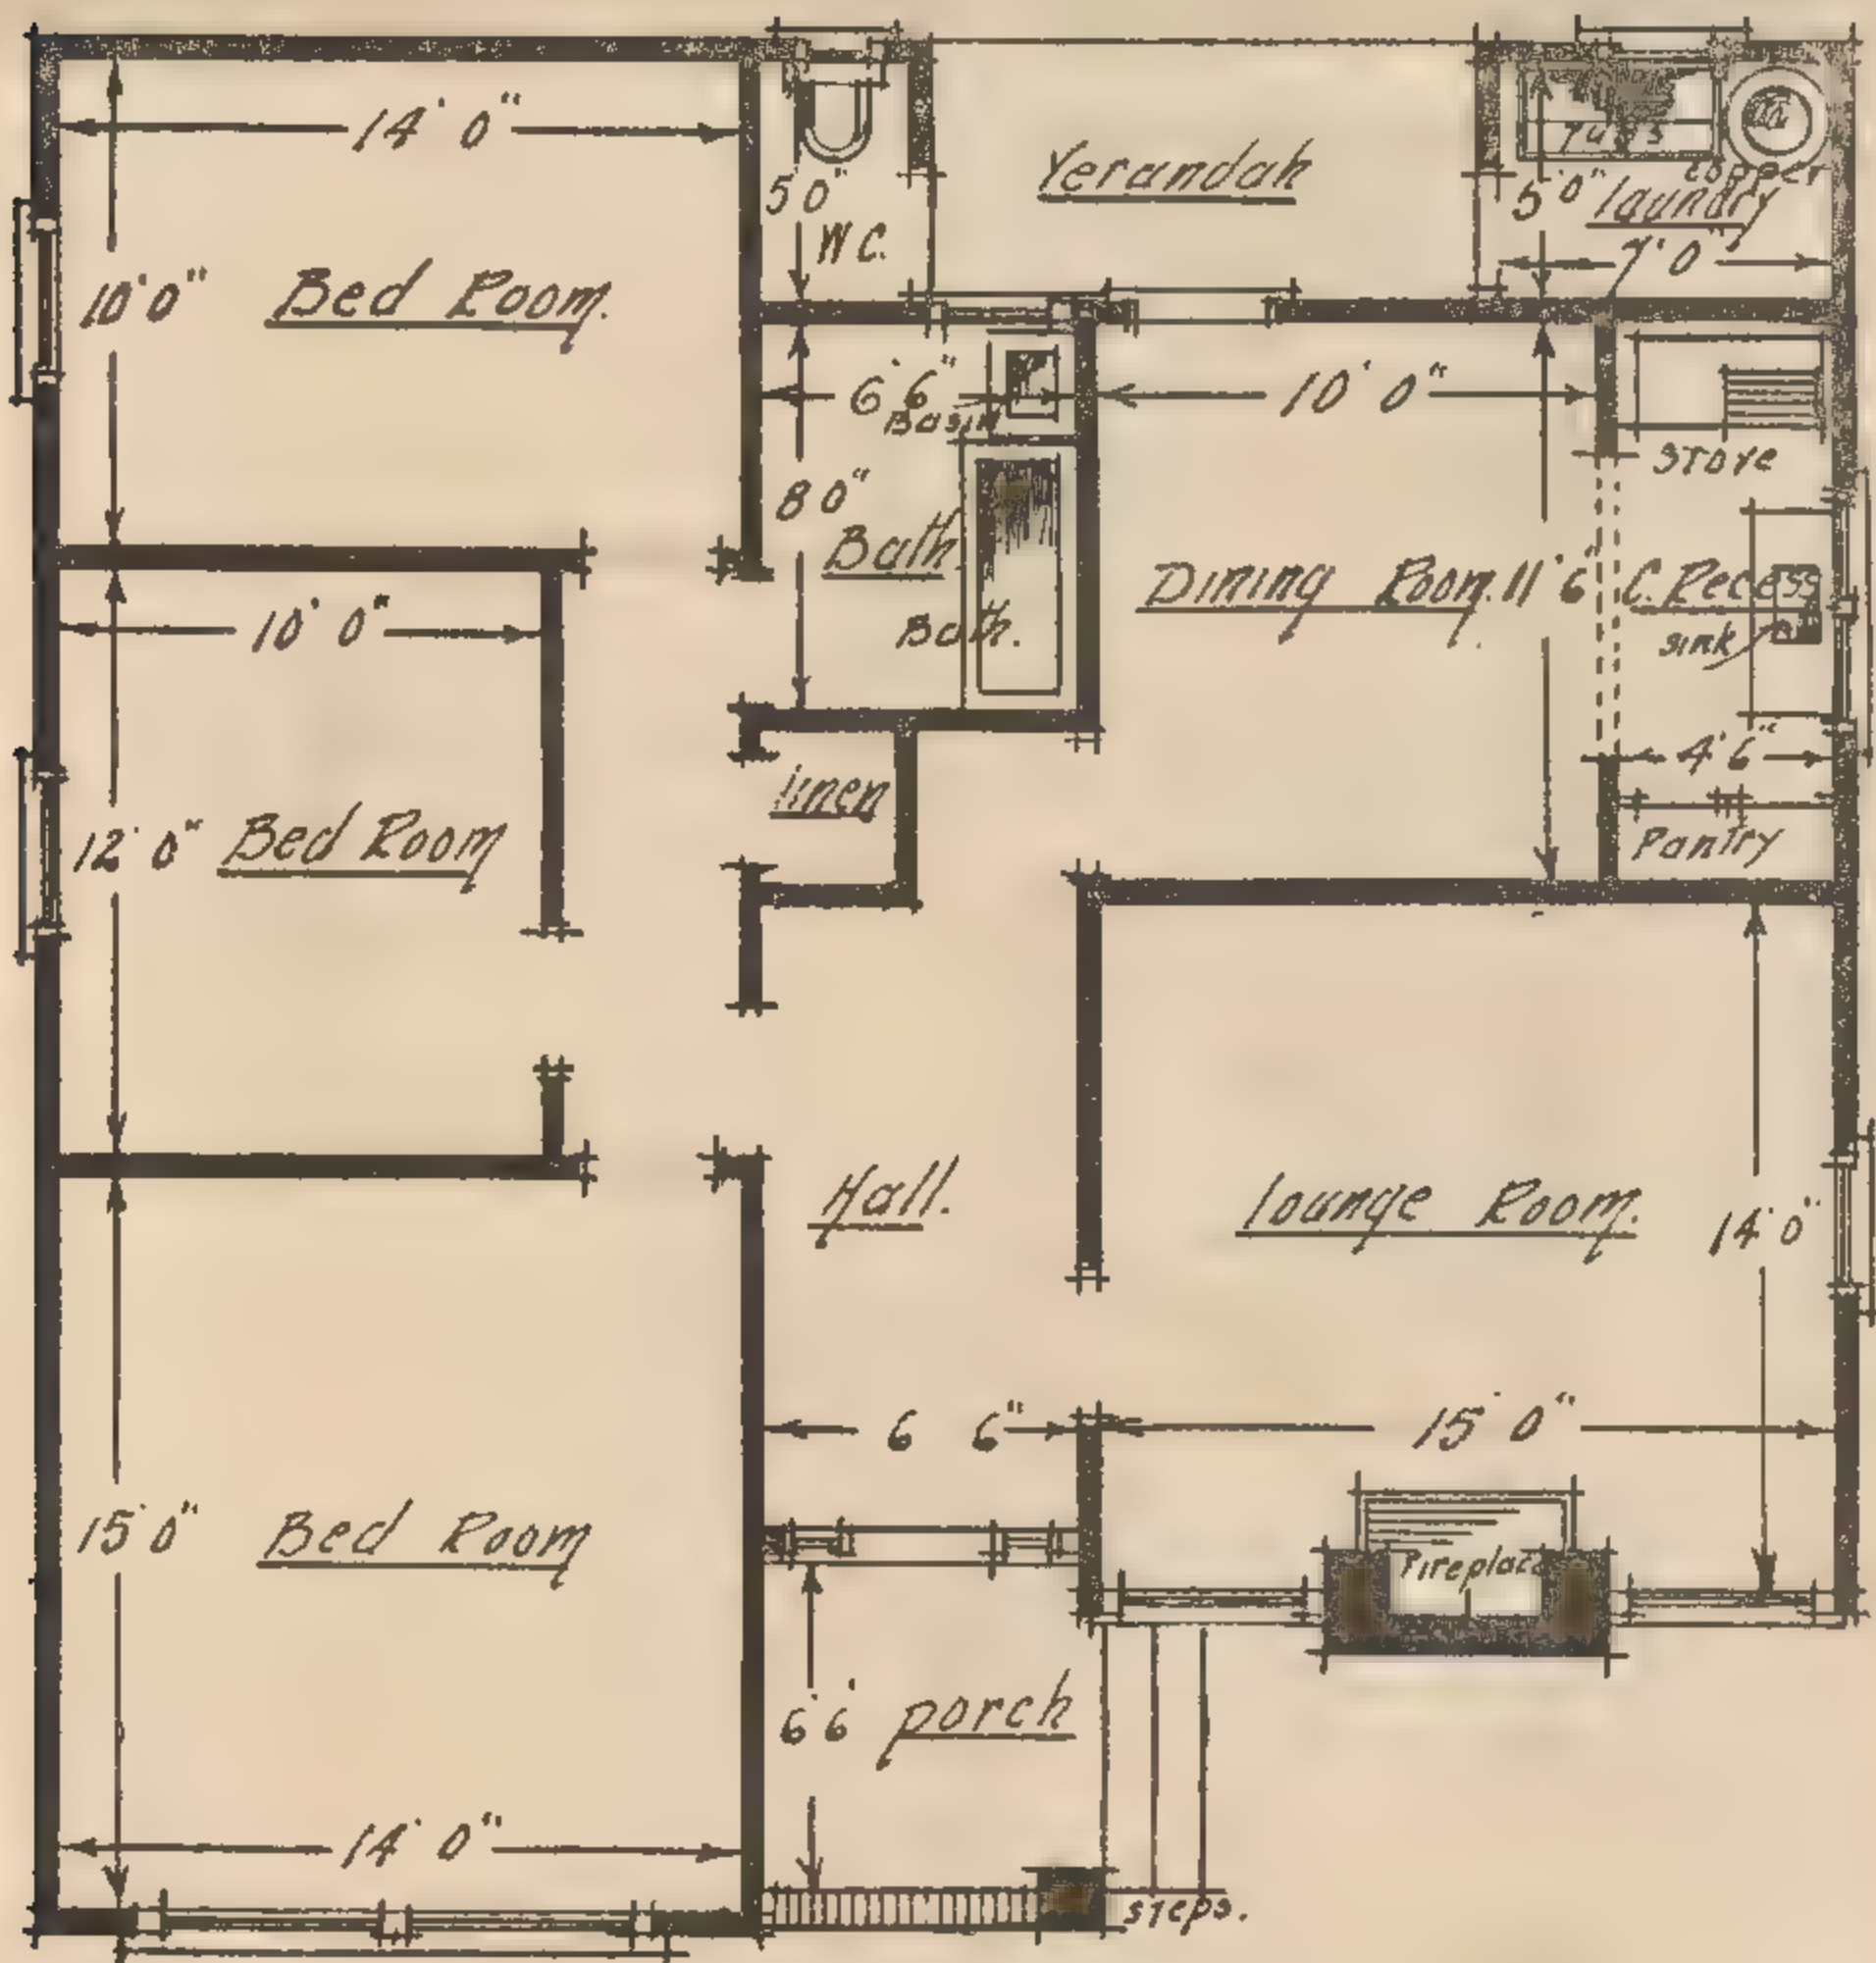 14' 0"
10' 0"
Bed Room.
5' 0"
W.C.
Verandah
Tubs
copper
5' 0"
laundry
7' 0"
6' 6"
Basin
8' 0"
Bath
Bath.
10' 0"
Dining Room.
11' 6"
STOVE
C. Recess
sink
4' 6"
Pantry
10' 0"
12' 0"
Bed Room
linen
Hall.
6 6"
lounge Room.
14' 0"
15' 0"
Fireplace
15' 0"
Bed Room
14' 0"
6' 6'
porch
steps.